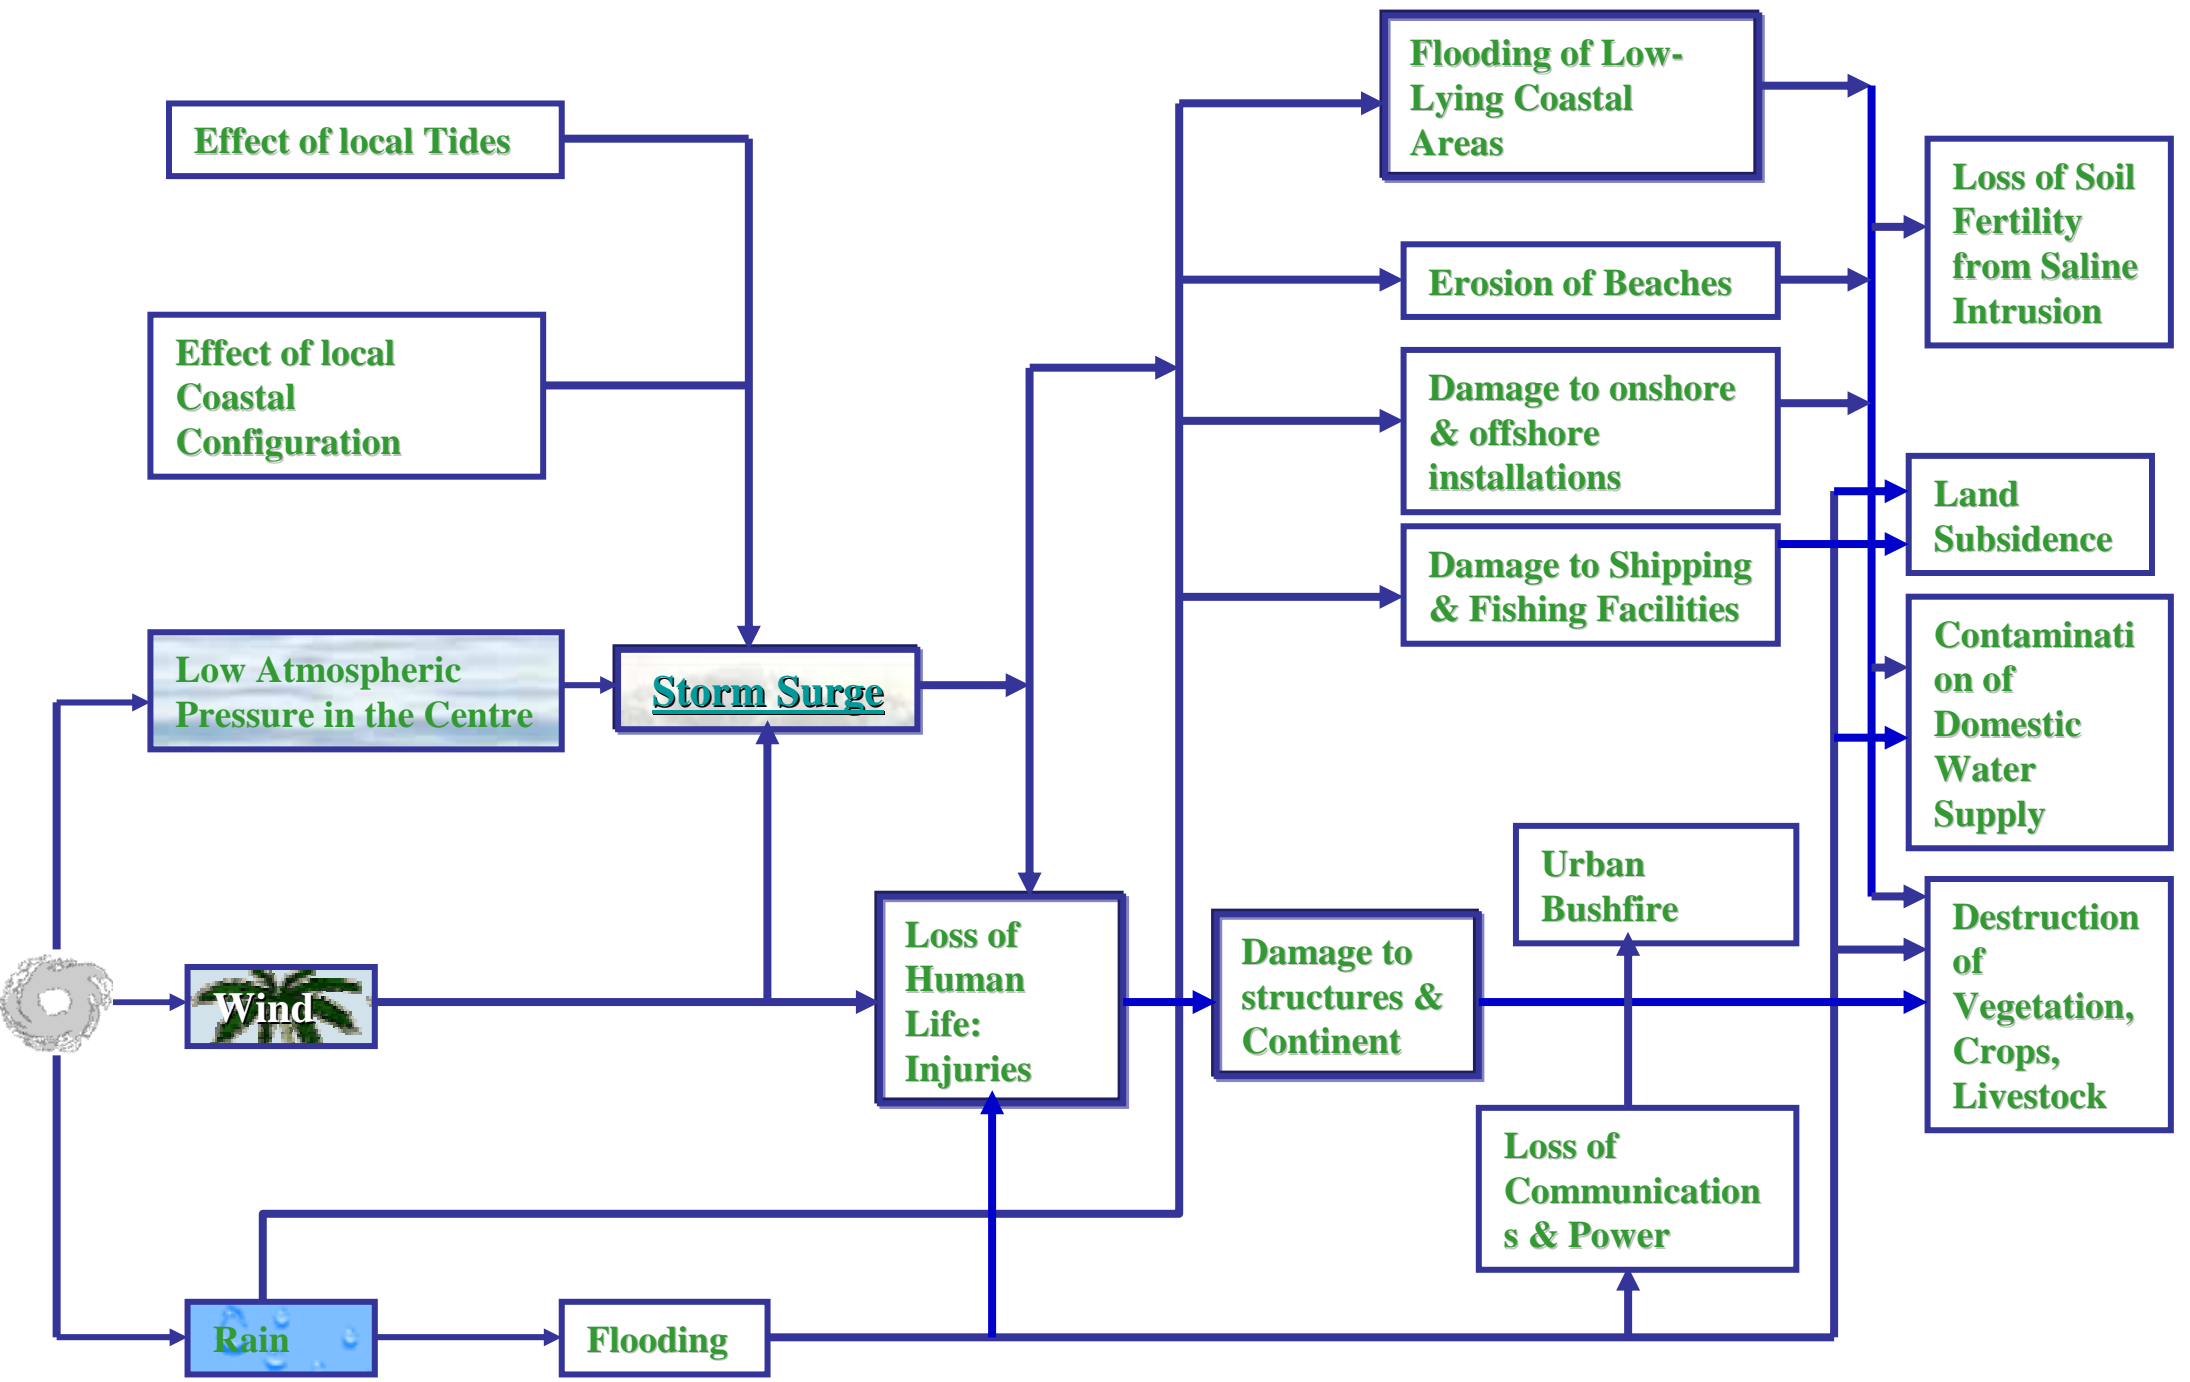 Flooding of Low-
Lying Coastal
Areas
Effect of local Tides
Loss of Soil
Fertility
from Saline
Intrusion
Erosion of Beaches
Effect of local
Coastal
Configuration
Damage to onshore
& offshore
installations
Land
Subsidence
Damage to Shipping
& Fishing Facilities
Contaminati
on of
Domestic
Water
Supply
Low Atmospheric
Pressure in the Centre
Storm Surge
Urban
Bushfire
Loss of
Human
Life:
Injuries
Damage to
structures &
Continent
Destruction
of
Vegetation,
Crops,
Livestock
Wind
Loss of
Communication
s & Power
Rain
Flooding